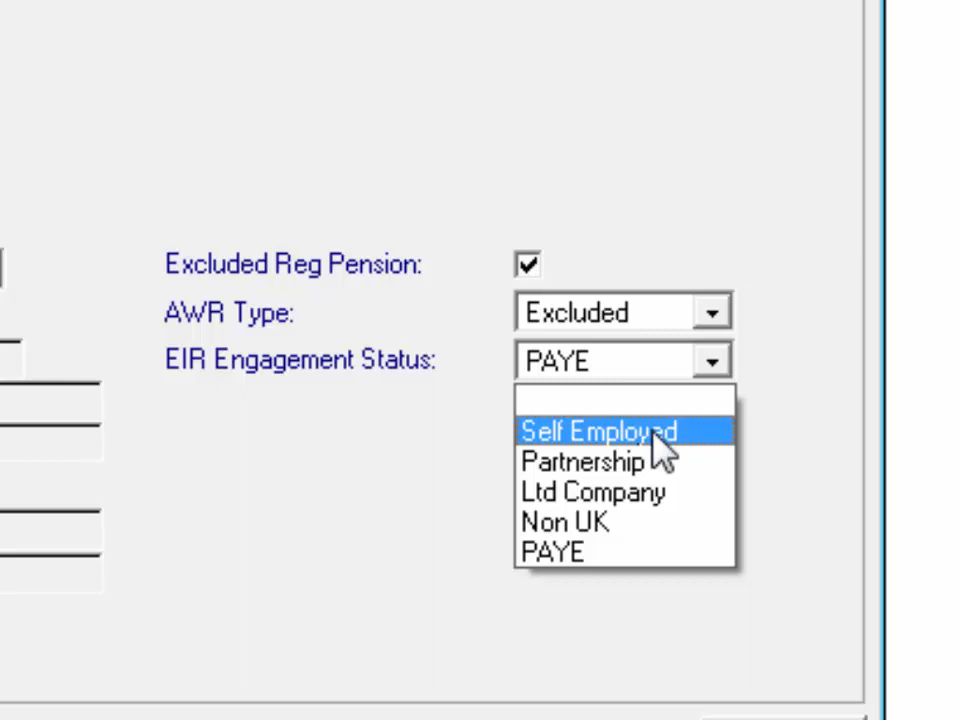 Excluded Reg Pension:
AWR Type: Excluded
EIR Engagement Status: PAYE
Self Employed
Partnership
Ltd Company
Non UK
PAYE